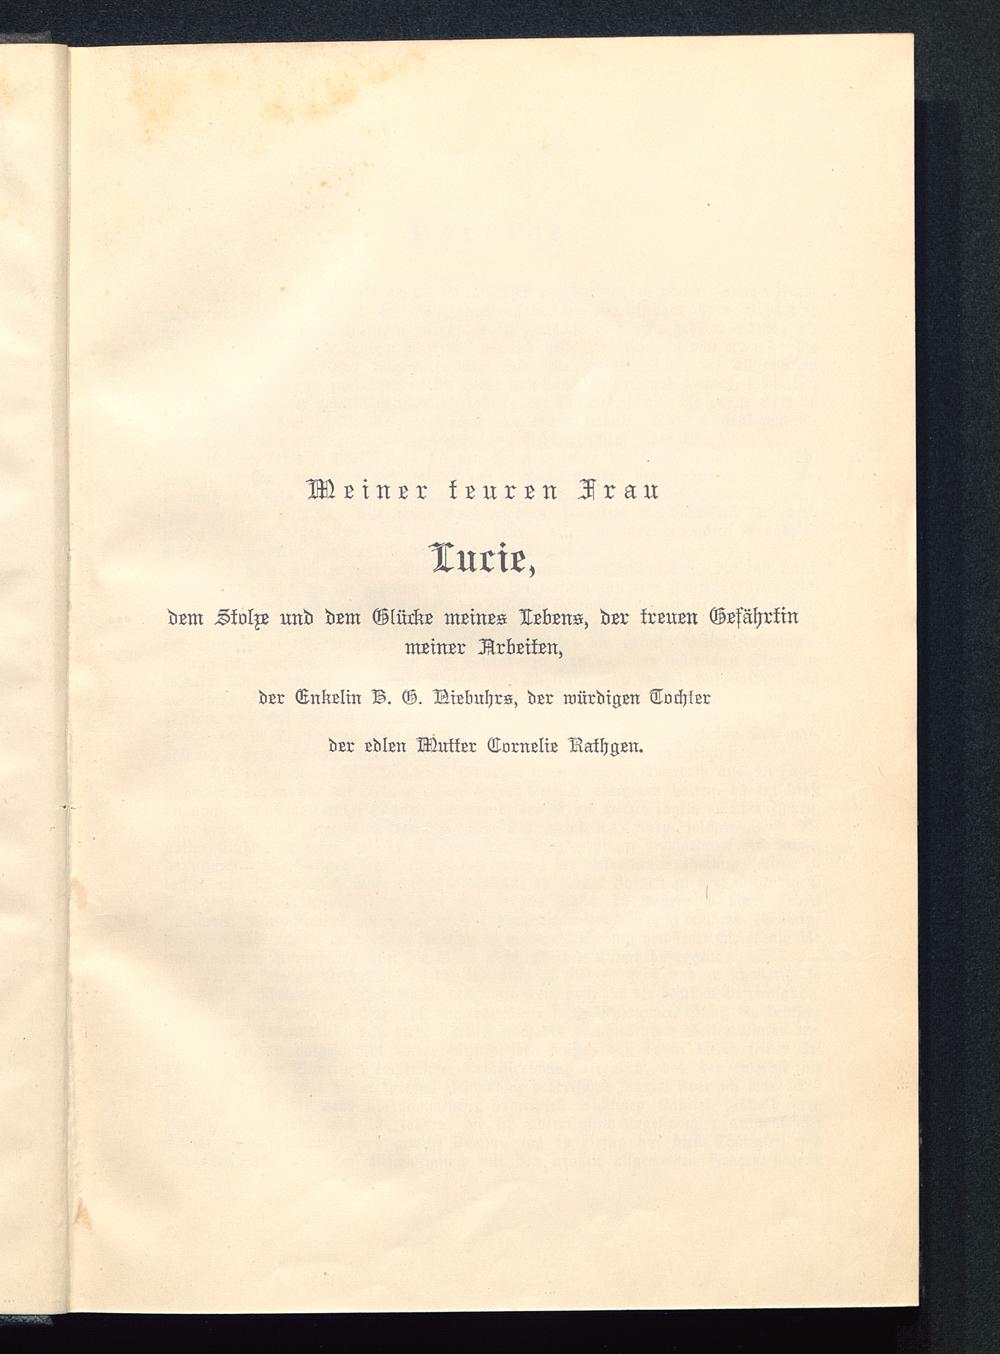 Meiner teuren Frau
Lucie,
dem Stolze und dem Glücke meines Lebens, der treuen Gefährtin
meiner Arbeiten,
der Enkelin B. G. Niebuhrs, der würdigen Tochter
der edlen Mutter Cornelie Rathgen.